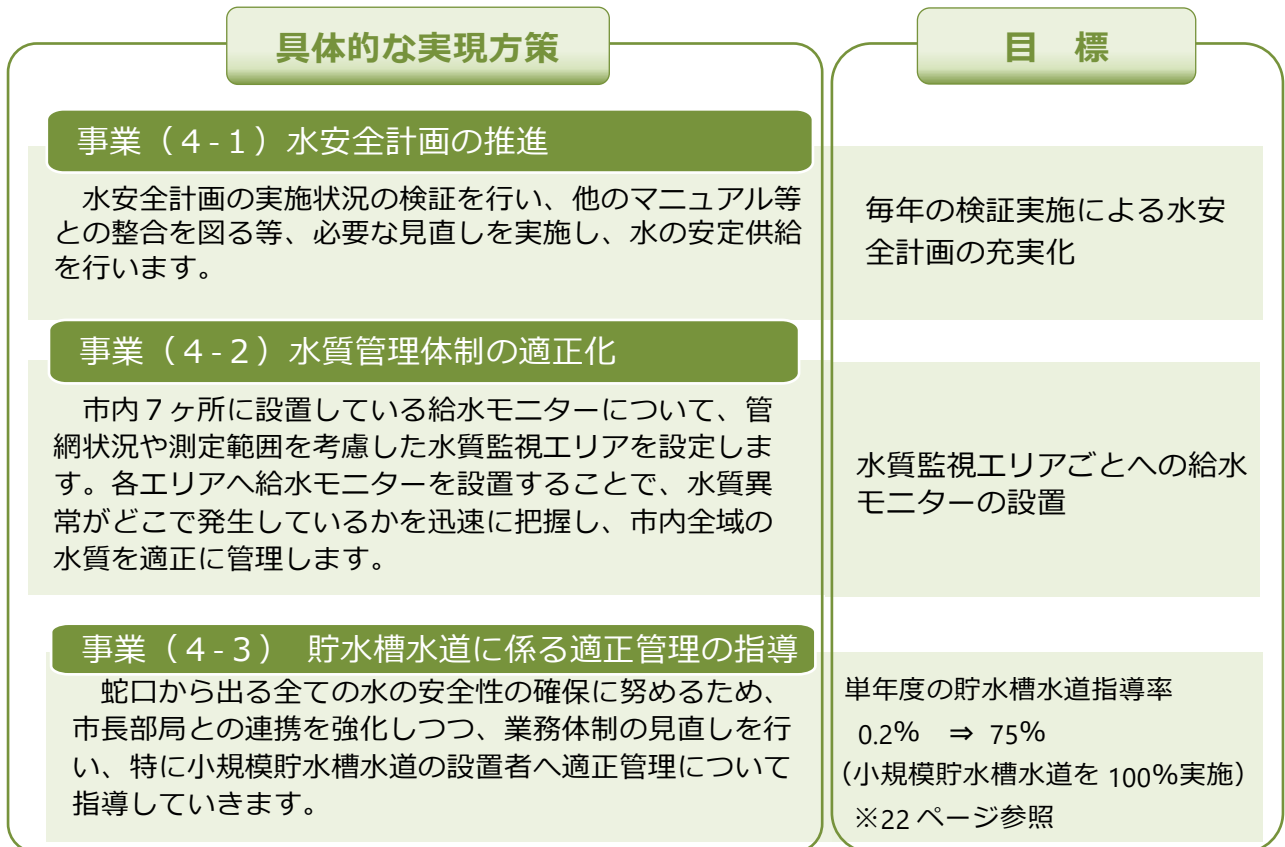 具体的な実現方策
目　標
事業（４-１）水安全計画の推進
　水安全計画の実施状況の検証を行い、他のマニュアル等
との整合を図る等、必要な見直しを実施し、水の安定供給
を行います。
毎年の検証実施による水安
全計画の充実化
事業（４-２）水質管理体制の適正化
　市内７ヶ所に設置している給水モニターについて、管
網状況や測定範囲を考慮した水質監視エリアを設定しま
す。各エリアへ給水モニターを設置することで、水質異
常がどこで発生しているかを迅速に把握し、市内全域の
水質を適正に管理します。
水質監視エリアごとへの給水
モニターの設置
事業（４-３）　貯水槽水道に係る適正管理の指導
　蛇口から出る全ての水の安全性の確保に努めるため、
市長部局との連携を強化しつつ、業務体制の見直しを行
い、特に小規模貯水槽水道の設置者へ適正管理について
指導していきます。
単年度の貯水槽水道指導率
0.2%　⇒ 75%
（小規模貯水槽水道を 100%実施）
※22 ページ参照